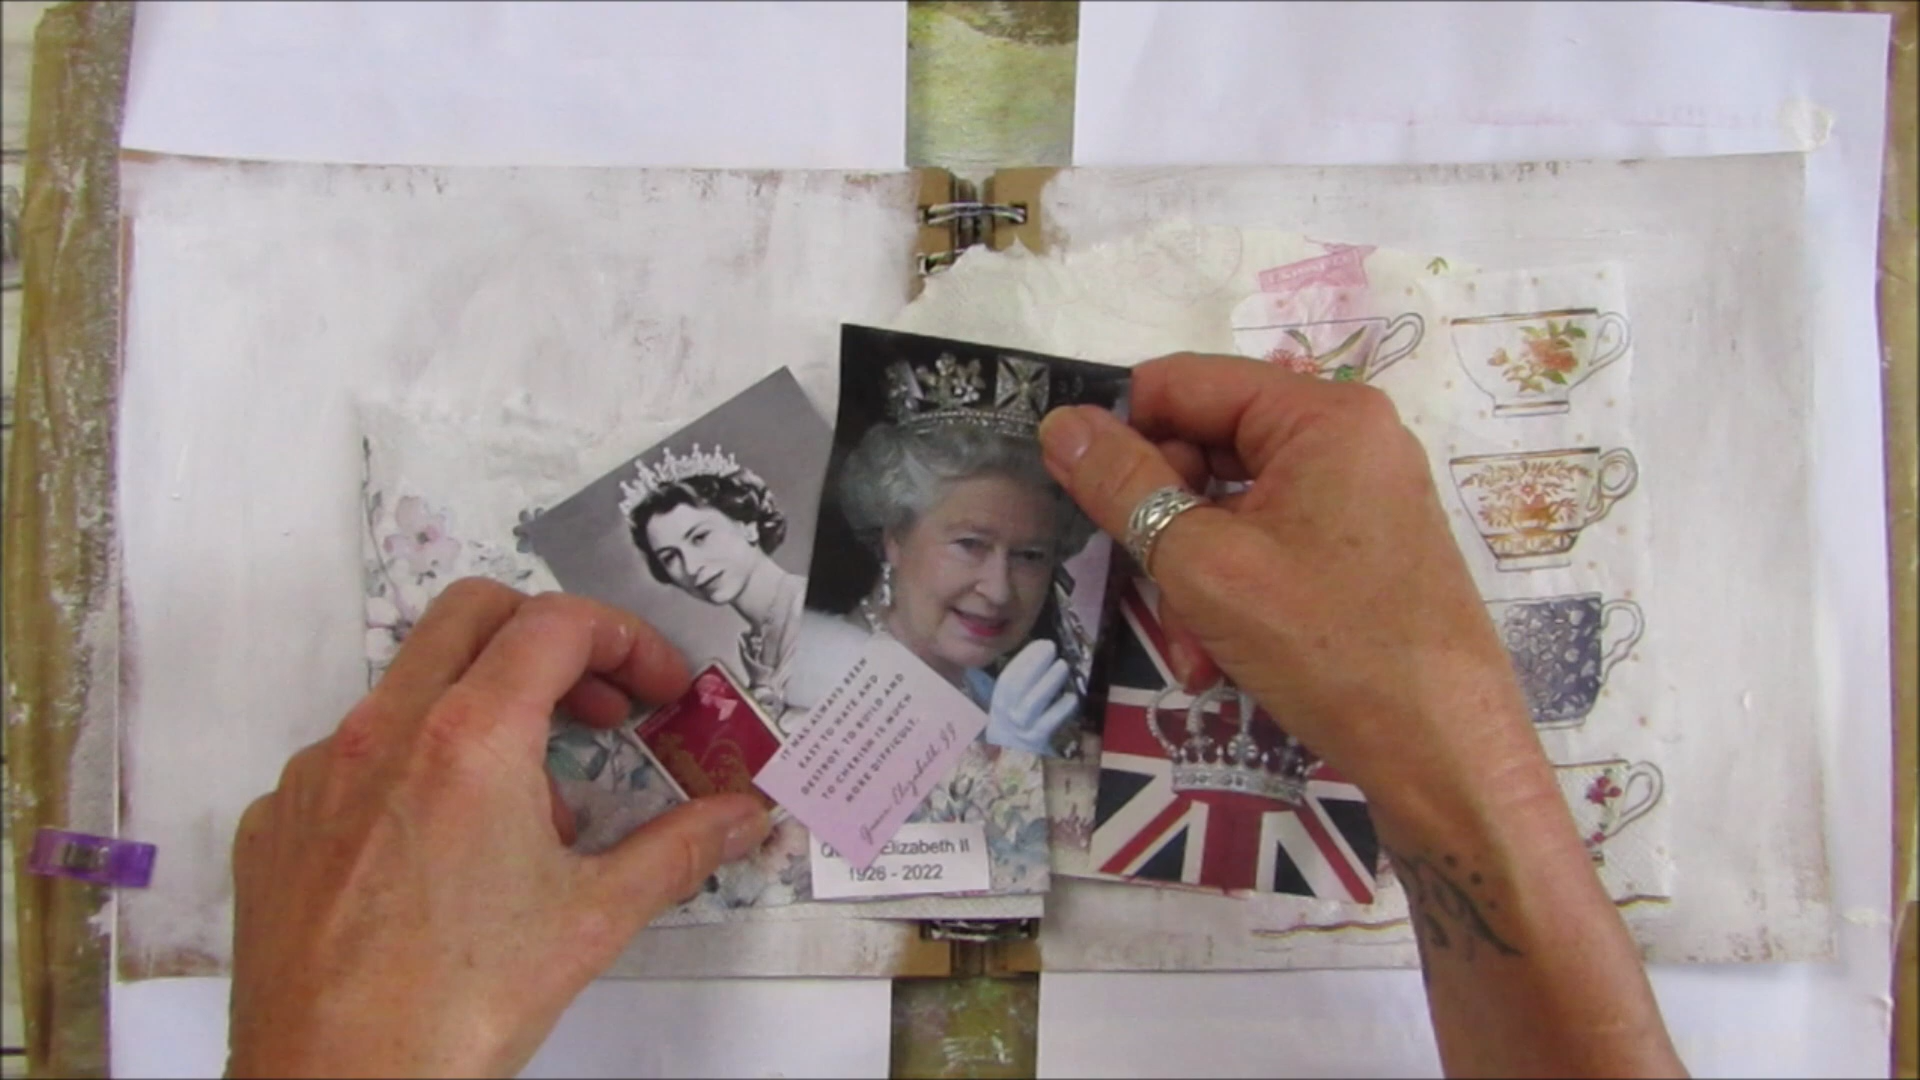 IT HAS ALWAYS BEEN
EASY TO HATE AND
DESTROY. TO BUILD AND
TO CHERISH IS MUCH
MORE DIFFICULT.
Queen Elizabeth II
Elizabeth II
1926 - 2022